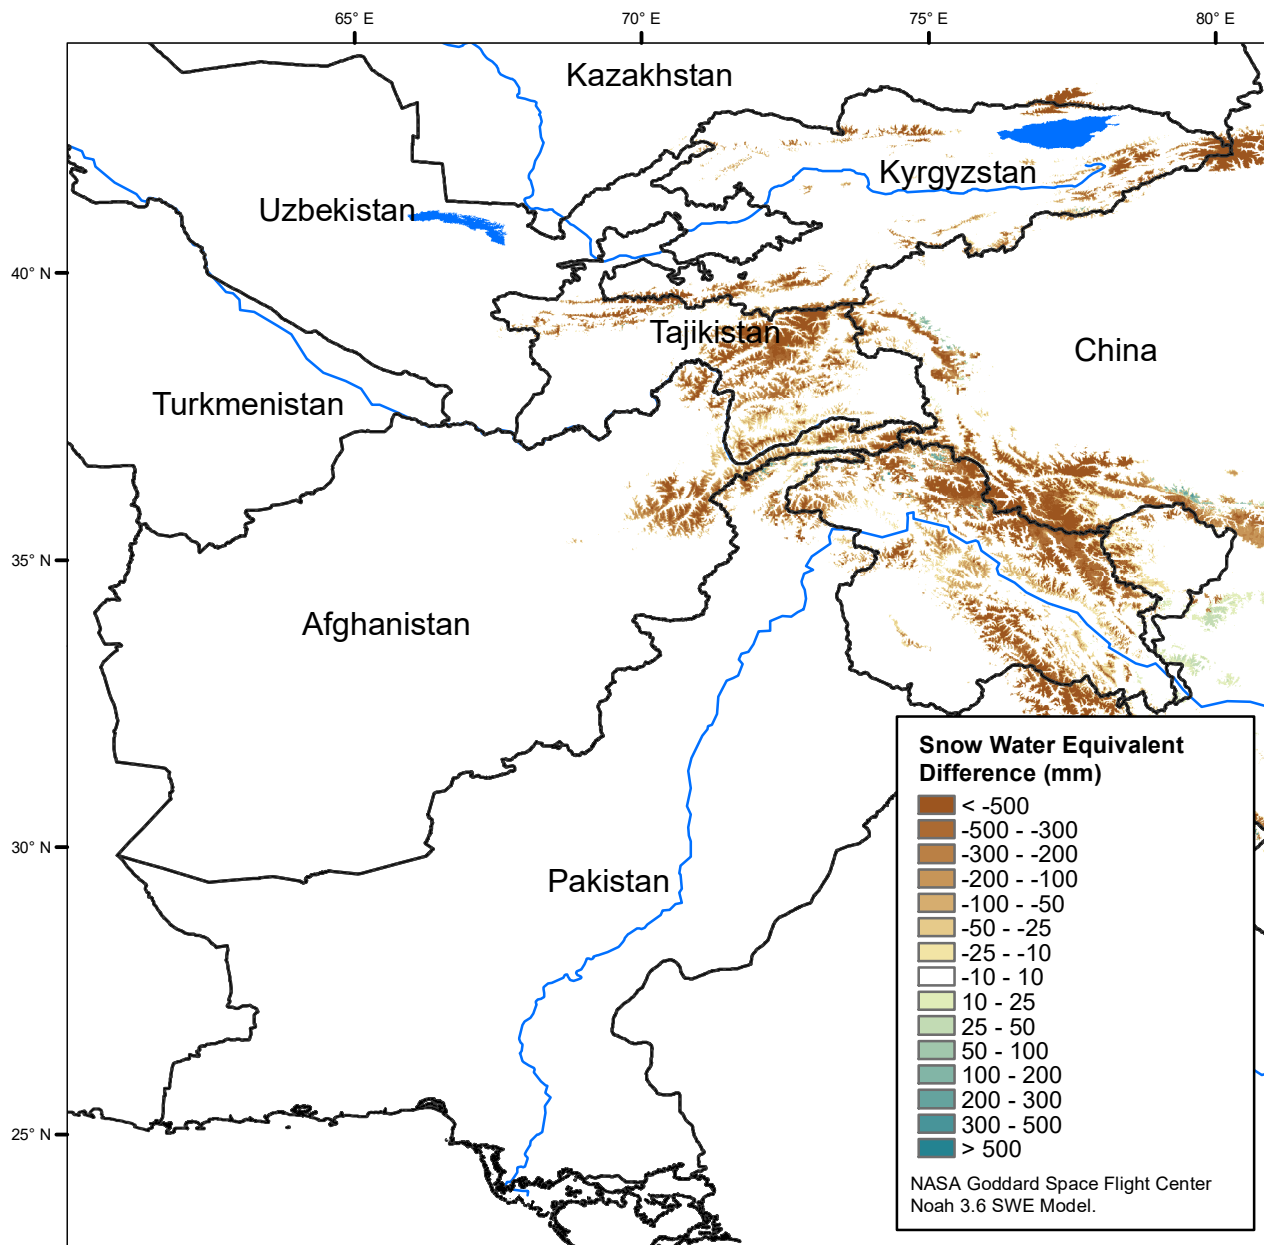 65° E
70° E
75° E
80° E
Kazakhstan
Kyrgyzstan
Uzbekistan
40° N
Tajikistan
China
Turkmenistan
35° N
Afghanistan
Snow Water Equivalent
Difference (mm)
< -500
-500 - -300
-300 - -200
-200 - -100
-100 - -50
-50 - -25
-25 - -10
-10 - 10
10 - 25
25 - 50
50 - 100
100 - 200
200 - 300
300 - 500
> 500
NASA Goddard Space Flight Center
Noah 3.6 SWE Model.
30° N
Pakistan
25° N